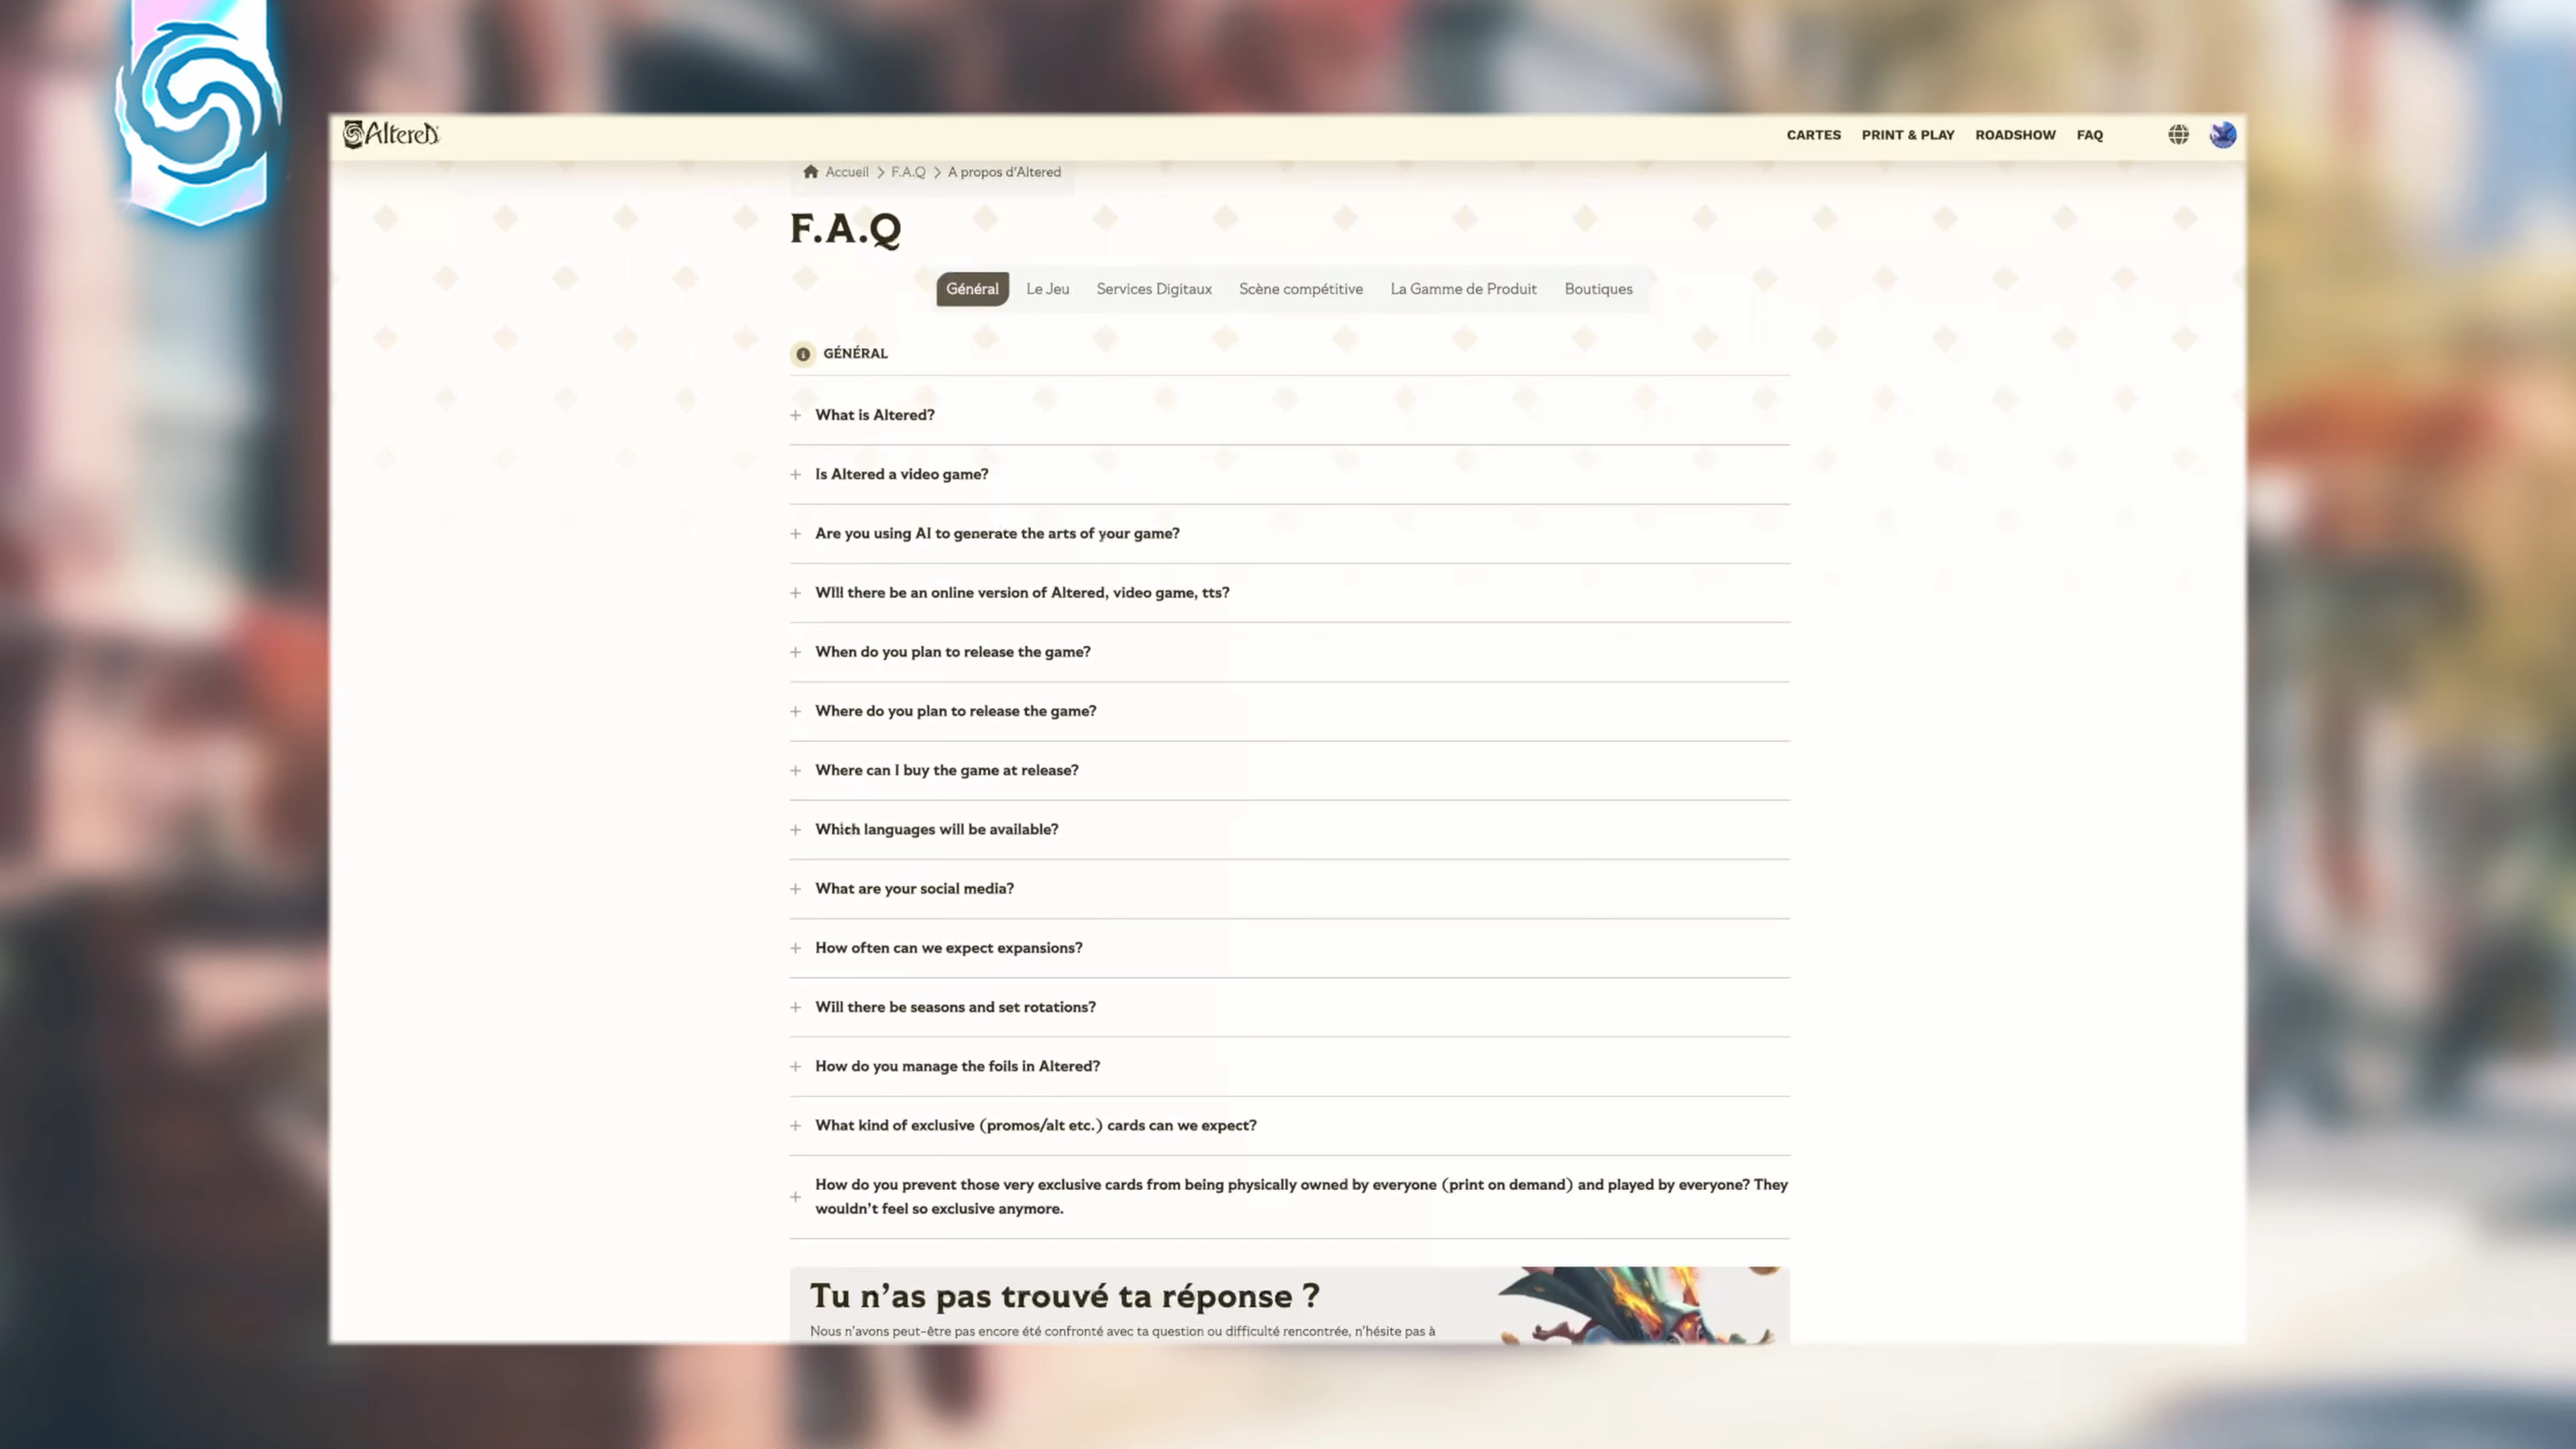 Altered
CARTES PRINT & PLAY ROADSHOW FAQ
Accueil > F.A.Q > A propos d'Altered
F.A.Q
Général Le Jeu Services Digitaux Scène compétitive La Gamme de Produit Boutiques
GÉNÉRAL
+ What is Altered?
+ Is Altered a video game?
+ Are you using AI to generate the arts of your game?
+ WIll there be an online version of Altered, video game, tts?
+ When do you plan to release the game?
+ Where do you plan to release the game?
+ Where can I buy the game at release?
+ Which languages will be available?
+ What are your social media?
+ How often can we expect expansions?
+ Will there be seasons and set rotations?
+ How do you manage the foils in Altered?
+ What kind of exclusive (promos/alt etc.) cards can we expect?
+ How do you prevent those very exclusive cards from being physically owned by everyone (print on demand) and played by everyone? They
wouldn't feel so exclusive anymore.
Tu n'as pas trouvé ta réponse ?
Nous n'avons peut-être pas encore été confronté avec ta question ou difficulté rencontrée, n'hésite pas à